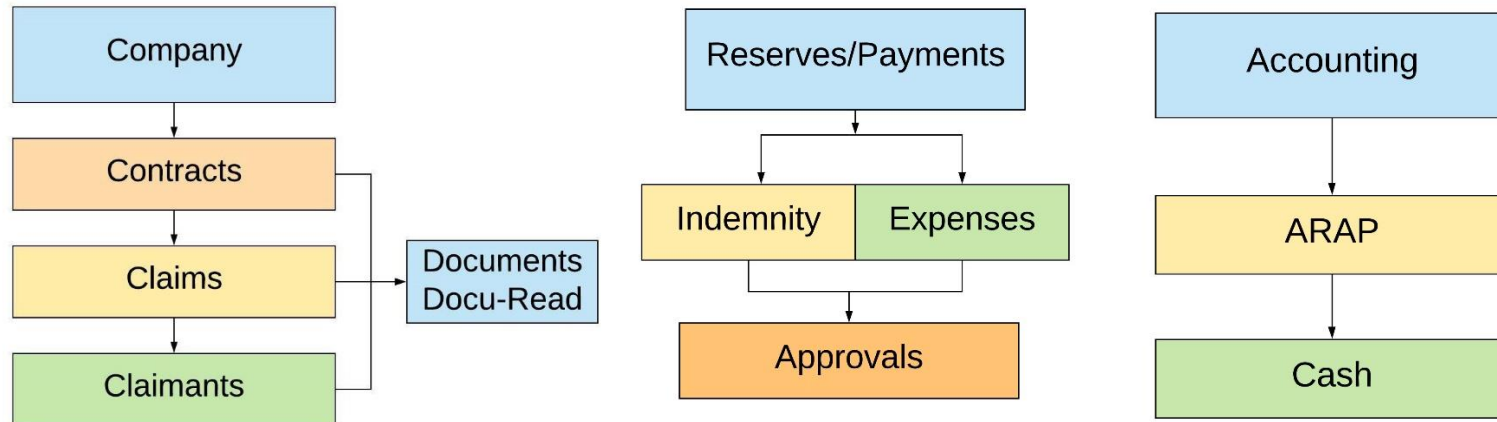 Company
Contracts
Claims
Claimants
Documents
Docu-Read
Reserves/Payments
Indemnity
Expenses
Approvals
Accounting
ARAP
Cash